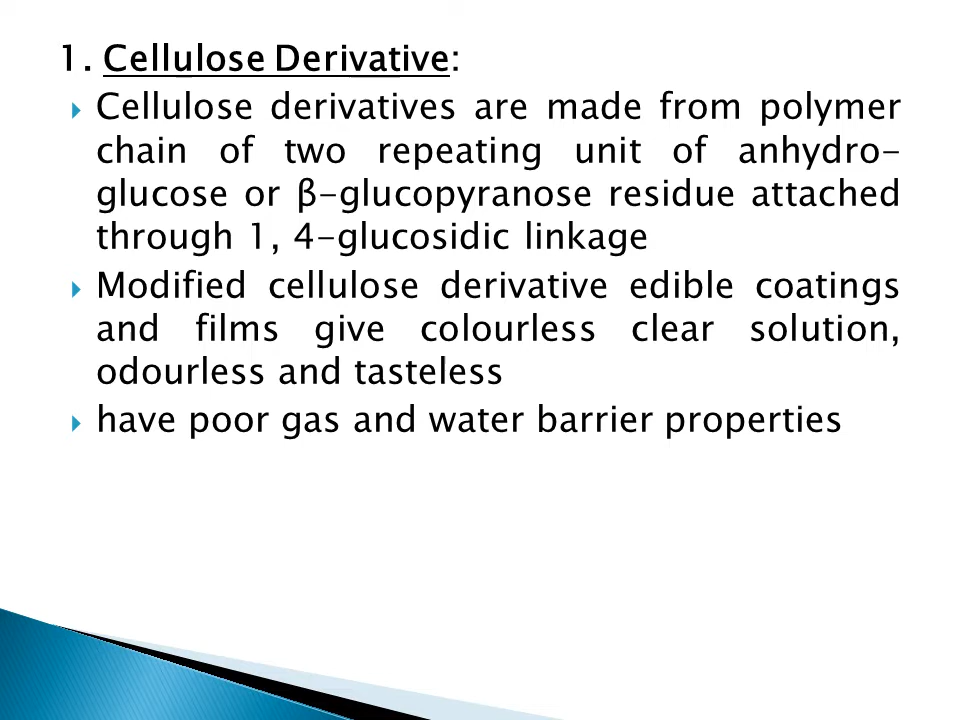 1. Cellulose Derivative:
Cellulose derivatives are made from polymer
chain of two repeating unit of anhydro-
glucose or β-glucopyranose residue attached
through 1, 4-glucosidic linkage
Modified cellulose derivative edible coatings
and films give colourless clear solution,
odourless and tasteless
have poor gas and water barrier properties